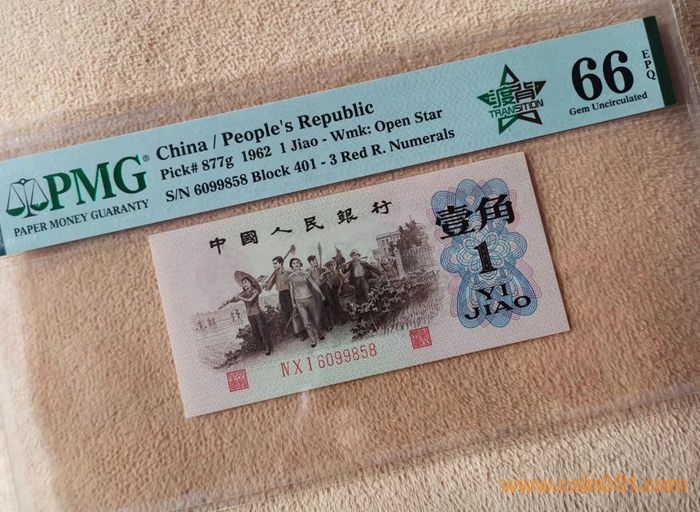 PMG®
PAPER MONEY GUARANTY
China / People's Republic
Pick# 877g 1962 1 Jiao - Wmk: Open Star
S/N 6099858 Block 401 - 3 Red R. Numerals
渡背
TRANSITION
66
EPQ
Gem Uncirculated
中國人民銀行
壹角
1
YI
JIAO
Ⅳ Ⅹ Ⅰ 6099858
www.coin001.com